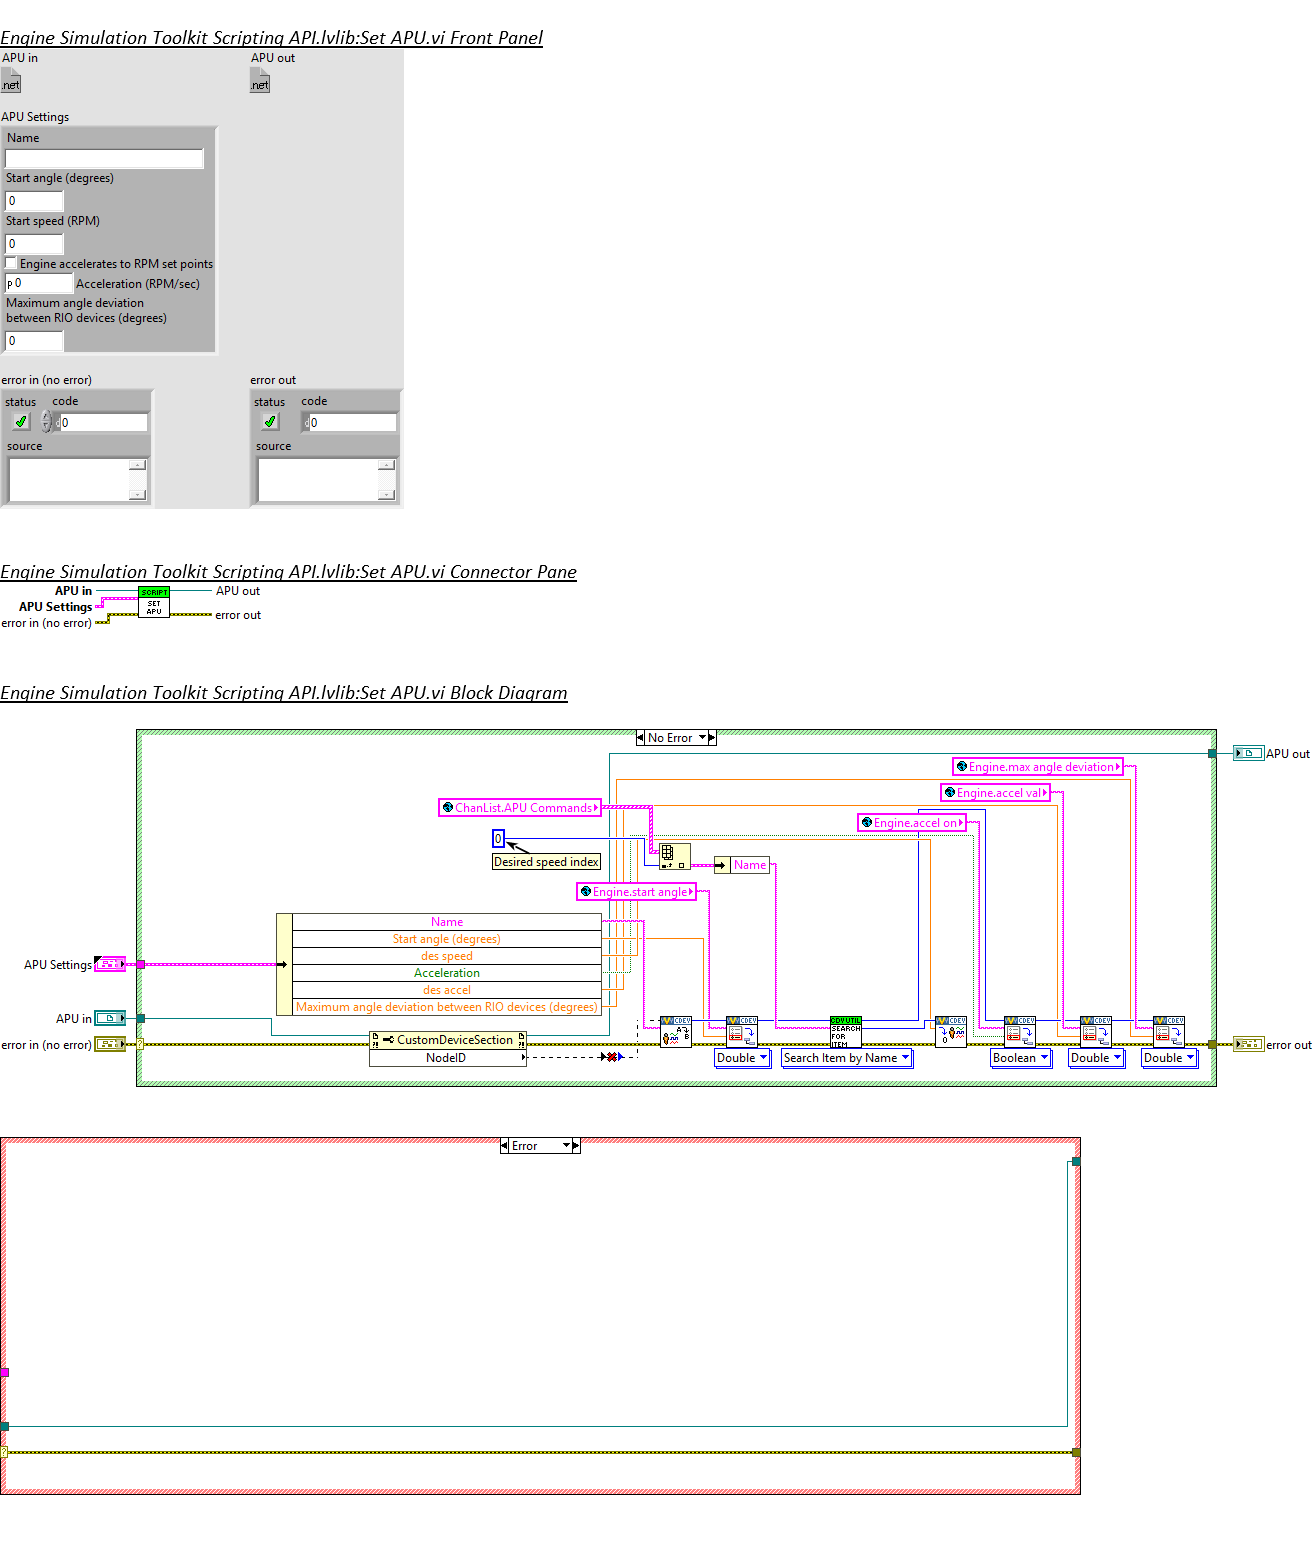 Engine Simulation Toolkit Scripting API.lvlib:Set APU.vi Front Panel
APU in
APU out
.net
.net
APU Settings
Name
Start angle (degrees)
0
Start speed (RPM)
0
Engine accelerates to RPM set points
p 0
Acceleration (RPM/sec)
Maximum angle deviation
between RIO devices (degrees)
0
error in (no error)
error out
status
code
status
code
d 0
d 0
source
source
Engine Simulation Toolkit Scripting API.lvlib:Set APU.vi Connector Pane
APU in
SCRIPT
SET
APU
APU out
APU Settings
error in (no error)
error out
Engine Simulation Toolkit Scripting API.lvlib:Set APU.vi Block Diagram
No Error
APU out
Engine.max angle deviation
Engine.accel val
ChanList.APU Commands
Engine.accel on
0
Desired speed index
Name
Engine.start angle
Name
Start angle (degrees)
des speed
APU Settings
Acceleration
des accel
Maximum angle deviation between RIO devices (degrees)
APU in
CDEV
CDEV
CDV UTIL
SEARCH
FOR
ITEM
CDEV
CDEV
CDEV
CDEV
error in (no error)
CustomDeviceSection
error out
NodeID
Double
Search Item by Name
Boolean
Double
Double
Error